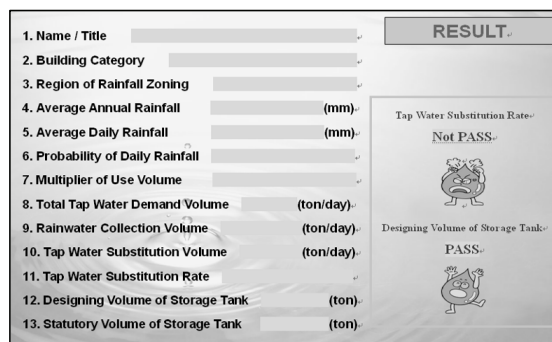 1. Name / Title
2. Building Category
3. Region of Rainfall Zoning
4. Average Annual Rainfall (mm)
5. Average Daily Rainfall (mm)
6. Probability of Daily Rainfall
7. Multiplier of Use Volume
8. Total Tap Water Demand Volume (ton/day)
9. Rainwater Collection Volume (ton/day)
10. Tap Water Substitution Volume (ton/day)
11. Tap Water Substitution Rate
12. Designing Volume of Storage Tank (ton)
13. Statutory Volume of Storage Tank (ton)
RESULT
Tap Water Substitution Rate
Not PASS
Designing Volume of Storage Tank
PASS